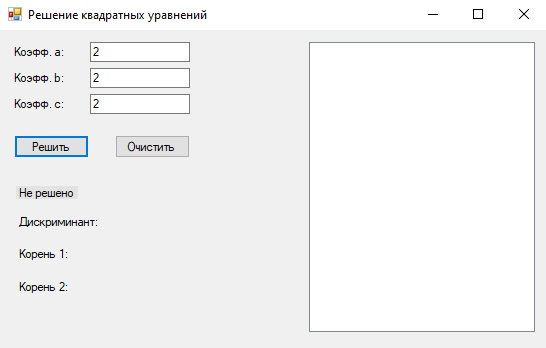 Решение квадратных уравнений
Коэфф. a: 2
Коэфф. b: 2
Коэфф. c: 2
Решить Очистить
Не решено
Дискриминант:
Корень 1:
Корень 2: